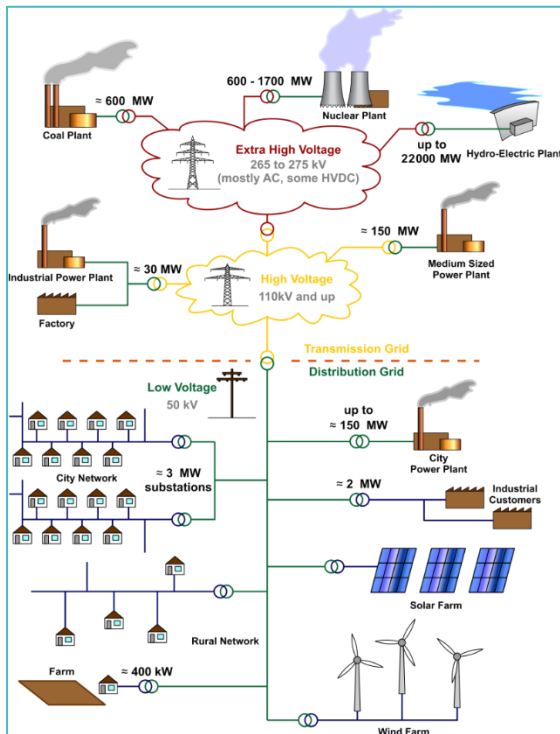 ≈ 600 MW
Coal Plant
600 - 1700 MW
Nuclear Plant
Extra High Voltage
265 to 275 kV
(mostly AC, some HVDC)
up to
22000 MW
Hydro-Electric Plant
Industrial Power Plant
≈ 30 MW
Factory
High Voltage
110kV and up
≈ 150 MW
Medium Sized
Power Plant
Transmission Grid
Distribution Grid
Low Voltage
50 kV
City Network
≈ 3 MW
substations
up to
≈ 150 MW
City
Power Plant
≈ 2 MW
Industrial
Customers
Solar Farm
Rural Network
Farm
≈ 400 kW
Wind Farm